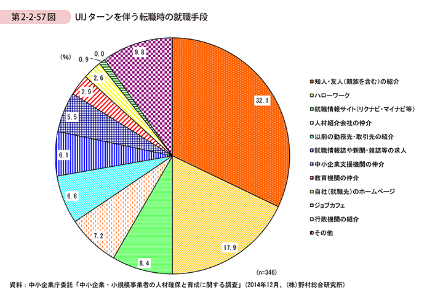 第2-2-57図 UIJターンを伴う転職時の就職手段
(%)
0.9
0.0
2.6
2.9
5.5
6.1
6.6
7.2
8.4
17.9
32.1
9.8
(n=346)
知人・友人（親族を含む）の紹介
ハローワーク
就職情報サイト（リクナビ・マイナビ等）
人材紹介会社の仲介
以前の勤務先・取引先の紹介
就職情報誌や新聞・雑誌等の求人
中小企業支援機関の仲介
教育機関の仲介
自社（就職先）のホームページ
ジョブカフェ
行政機関の紹介
その他
資料：中小企業庁委託「中小企業・小規模事業者の人材確保と育成に関する調査」（2014年12月、（株）野村総合研究所）